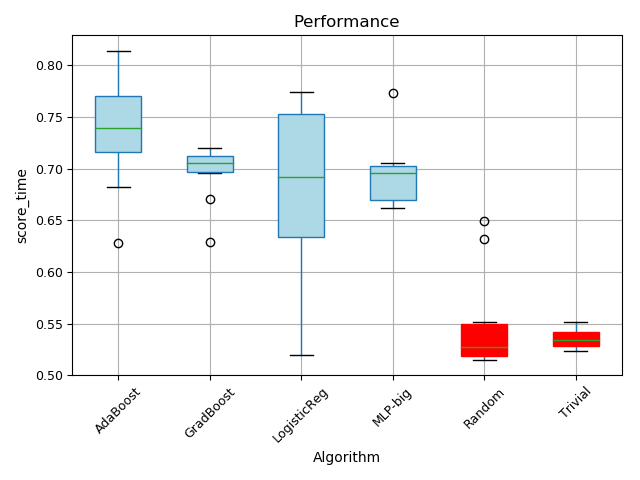 Performance
score_time
0.80
0.75
0.70
0.65
0.60
0.55
0.50
AdaBoost
GradBoost
LogisticReg
MLP-big
Random
Trivial
Algorithm